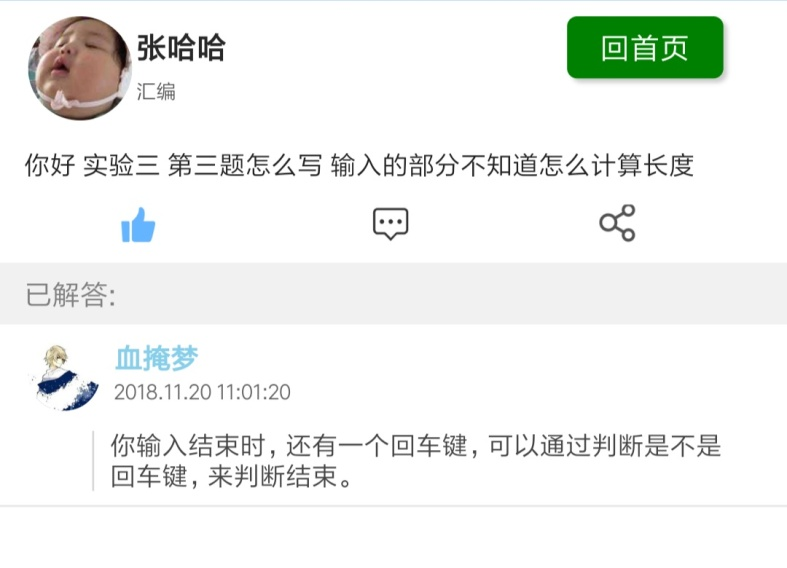 张哈哈
回首页
汇编
你好 实验三 第三题怎么写 输入的部分不知道怎么计算长度
已解答:
血掩梦
2018.11.20 11:01:20
你输入结束时，还有一个回车键，可以通过判断是不是
回车键，来判断结束。